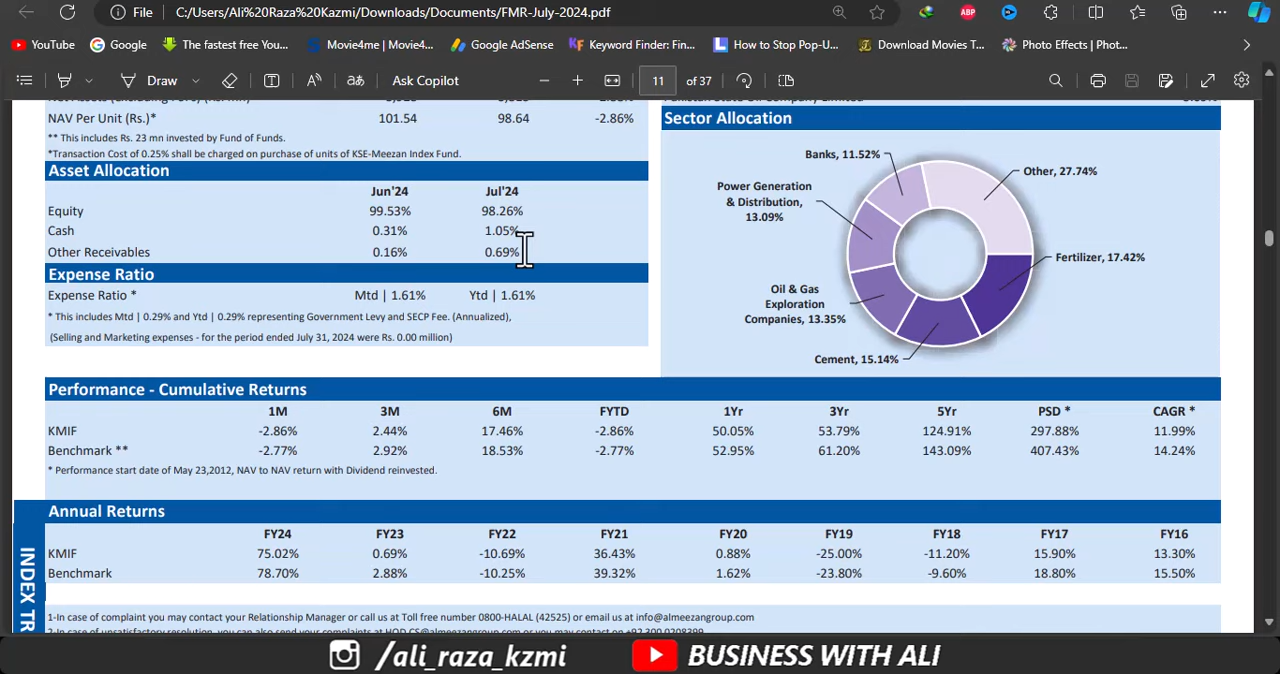 File C:/Users/Ali%20Raza%20Kazmi/Downloads/Documents/FMR-July-2024.pdf
YouTube Google The fastest free You... Movie4me | Movie4... Google AdSense Keyword Finder: Fin... How to Stop Pop-U... Download Movies T... Photo Effects | Phot...
Draw Ask Copilot 11 of 37
NAV Per Unit (Rs.)* 101.54 98.64 -2.86%
** This includes Rs. 23 mn invested by Fund of Funds.
*Transaction Cost of 0.25% shall be charged on purchase of units of KSE-Meezan Index Fund.
Asset Allocation
Jun'24 Jul'24
Equity 99.53% 98.26%
Cash 0.31% 1.05%
Other Receivables 0.16% 0.69%
Expense Ratio
Expense Ratio * Mtd | 1.61% Ytd | 1.61%
* This includes Mtd | 0.29% and Ytd | 0.29% representing Government Levy and SECP Fee. (Annualized),
(Selling and Marketing expenses - for the period ended July 31, 2024 were Rs. 0.00 million)
Sector Allocation
Banks, 11.52%
Other, 27.74%
Power Generation
& Distribution,
13.09%
Fertilizer, 17.42%
Oil & Gas
Exploration
Companies, 13.35%
Cement, 15.14%
Performance - Cumulative Returns
1M 3M 6M FYTD 1Yr 3Yr 5Yr PSD * CAGR *
KMIF -2.86% 2.44% 17.46% -2.86% 50.05% 53.79% 124.91% 297.88% 11.99%
Benchmark ** -2.77% 2.92% 18.53% -2.77% 52.95% 61.20% 143.09% 407.43% 14.24%
* Performance start date of May 23,2012, NAV to NAV return with Dividend reinvested.
Annual Returns
FY24 FY23 FY22 FY21 FY20 FY19 FY18 FY17 FY16
KMIF 75.02% 0.69% -10.69% 36.43% 0.88% -25.00% -11.20% 15.90% 13.30%
Benchmark 78.70% 2.88% -10.25% 39.32% 1.62% -23.80% -9.60% 18.80% 15.50%
INDEX TR
1-In case of complaint you may contact your Relationship Manager or call us at Toll free number 0800-HALAL (42525) or email us at info@almeezangroup.com
/ali_raza_kzmi BUSINESS WITH ALI